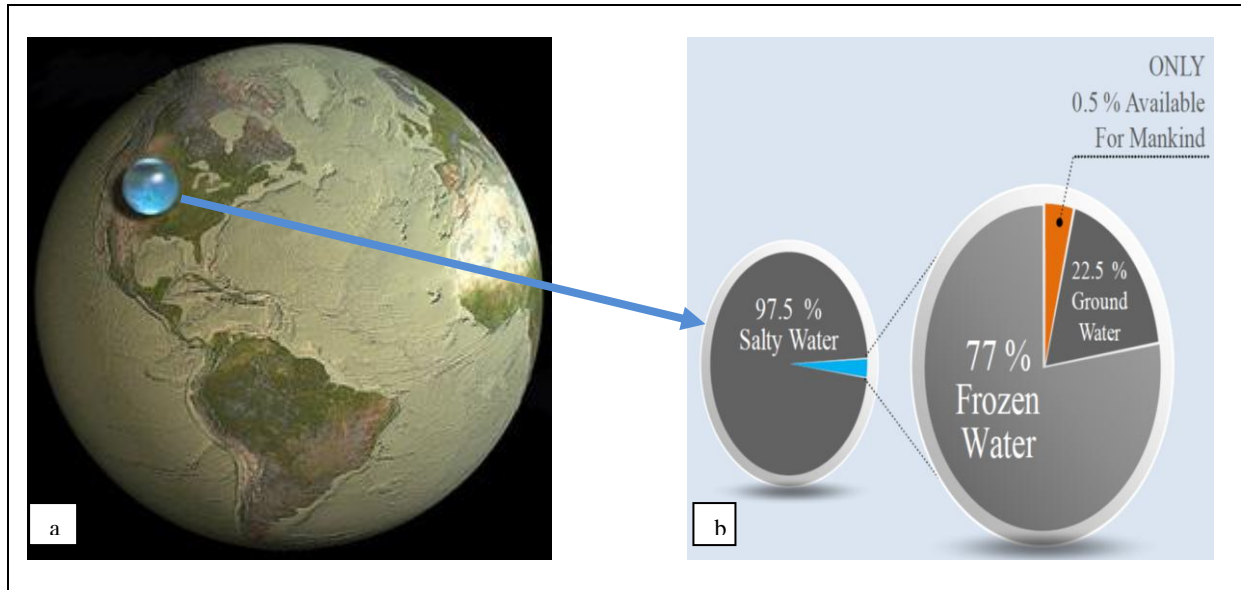 ONLY
0.5 % Available
For Mankind
97.5 %
Salty Water
22.5 %
Ground
Water
77 %
Frozen
Water
a
b